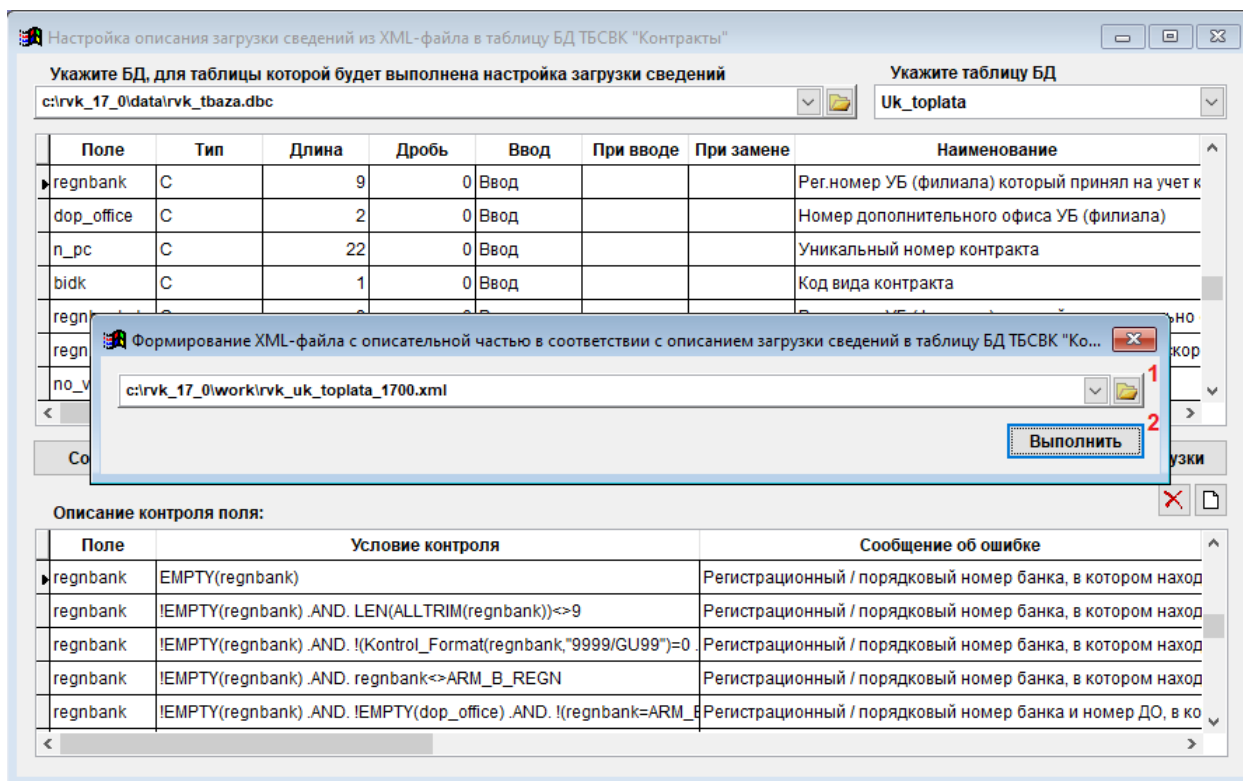 Настройка описания загрузки сведений из XML-файла в таблицу БД ТБСВК "Контракты"
Укажите БД, для таблицы которой будет выполнена настройка загрузки сведений
Укажите таблицу БД
c:\rvk_17_0\data\rvk_tbaza.dbc
Uk_toplata
Поле Тип Длина Дробь Ввод При вводе При замене Наименование
regnbank C 9 0 Ввод Рег.номер УБ (филиала) который принял на учет к
dop_office C 2 0 Ввод Номер дополнительного офиса УБ (филиала)
n_pc C 22 0 Ввод Уникальный номер контракта
bidk C 1 0 Ввод Код вида контракта
Формирование XML-файла с описательной частью в соответствии с описанием загрузки сведений в таблицу БД ТБСВК "Ко...
regn
no_v
c:\rvk_17_0\work\rvk_uk_toplata_1700.xml
1
2
Выполнить
Со
узки
Описание контроля поля:
Поле Условие контроля Сообщение об ошибке
regnbank EMPTY(regnbank) Регистрационный / порядковый номер банка, в котором наход
regnbank !EMPTY(regnbank) .AND. LEN(ALLTRIM(regnbank))<>9 Регистрационный / порядковый номер банка, в котором наход
regnbank !EMPTY(regnbank) .AND. !(Kontrol_Format(regnbank,"9999/GU99")=0 . Регистрационный / порядковый номер банка, в котором наход
regnbank !EMPTY(regnbank) .AND. regnbank<>ARM_B_REGN Регистрационный / порядковый номер банка, в котором наход
regnbank !EMPTY(regnbank) .AND. !EMPTY(dop_office) .AND. !(regnbank=ARM_B Регистрационный / порядковый номер банка и номер ДО, в ко